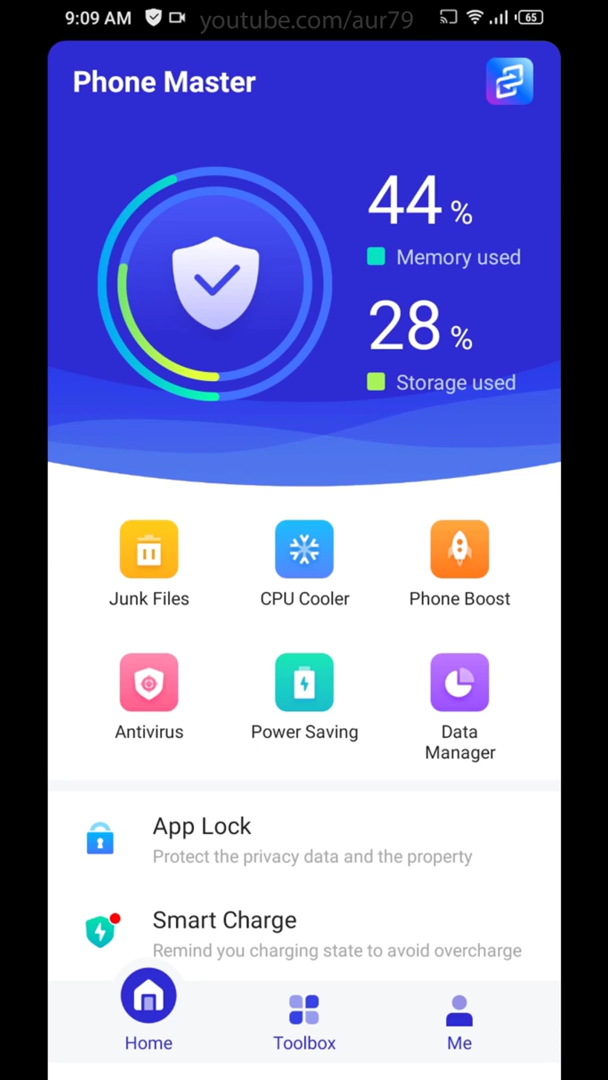 9:09 AM youtube.com/aur79 65
Phone Master
44 %
Memory used
28 %
Storage used
Junk Files CPU Cooler Phone Boost
Antivirus Power Saving Data
Manager
App Lock
Protect the privacy data and the property
Smart Charge
Remind you charging state to avoid overcharge
Home Toolbox Me